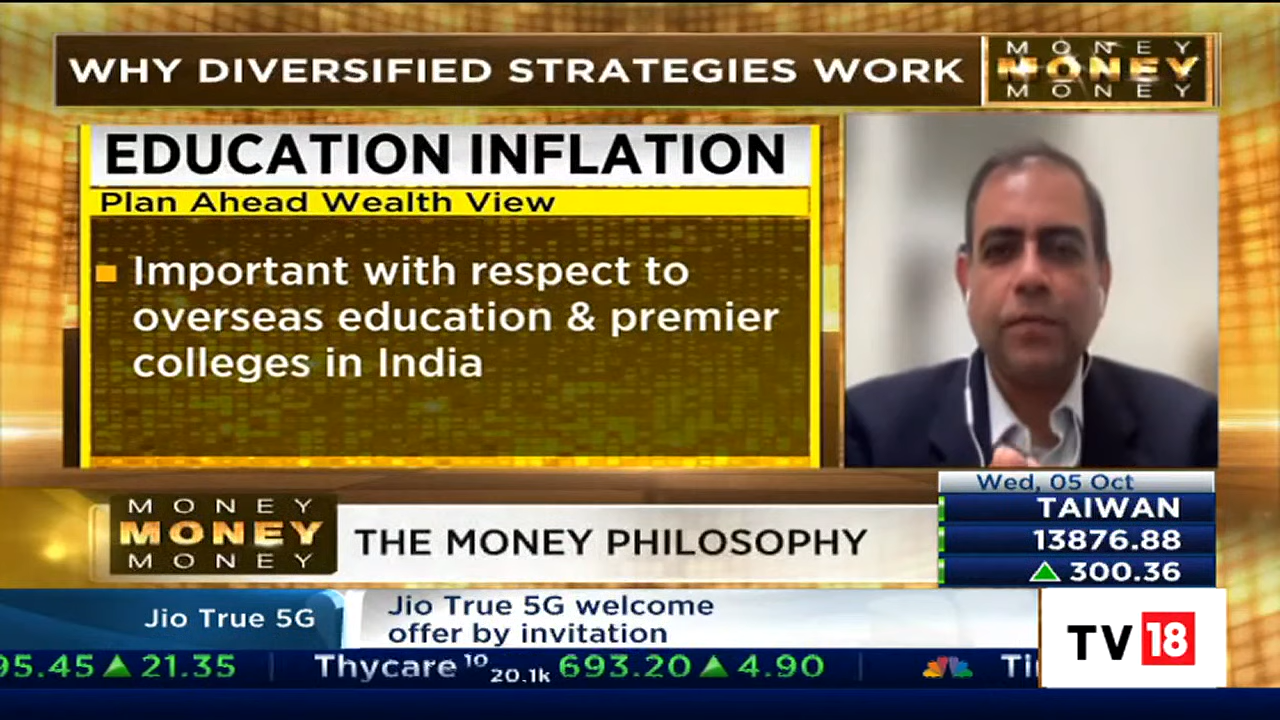 WHY DIVERSIFIED STRATEGIES WORK
MONEY
MONEY
MONEY
EDUCATION INFLATION
Plan Ahead Wealth View
Important with respect to
overseas education & premier
colleges in India
Wed, 05 Oct
TAIWAN
13876.88
▲ 300.36
MONEY
MONEY
MONEY
THE MONEY PHILOSOPHY
Jio True 5G
Jio True 5G welcome
offer by invitation
95.45 ▲ 21.35 Thycare 10 20.1k 693.20 ▲ 4.90
TV18